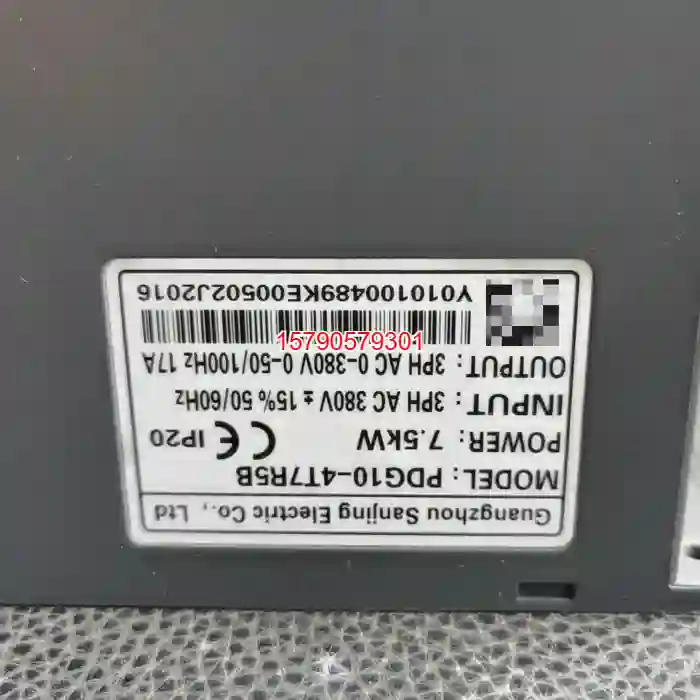 Guangzhou Sanjing Electric Co., Ltd
MODEL: PDG10-4T7R5B
POWER: 7.5KW
CE IP20
INPUT: 3PH AC 380V ± 15% 50/60Hz
OUTPUT: 3PH AC 0-380V 0-50/100Hz 17A
15790579301
Y010100489KE00502J2016